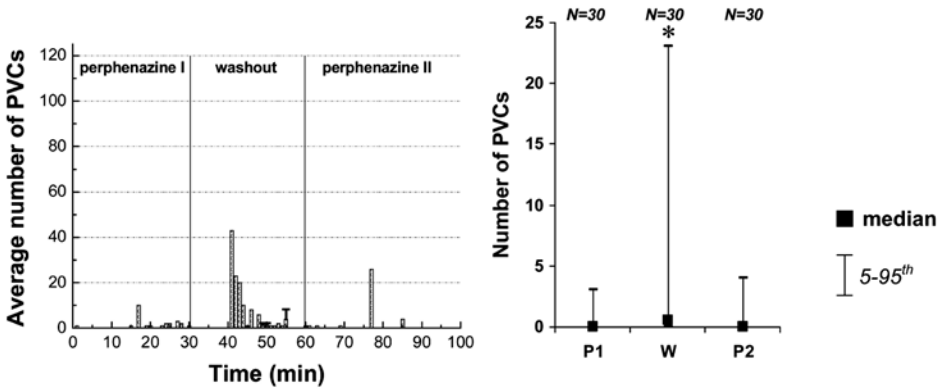 Average number of PVCs
120
100
80
60
40
20
0
perphenazine I
washout
perphenazine II
0 10 20 30 40 50 60 70 80 90 100
Time (min)
N=30 N=30 N=30
*
Number of PVCs
25
20
15
10
5
0
P1 W P2
median
5-95th